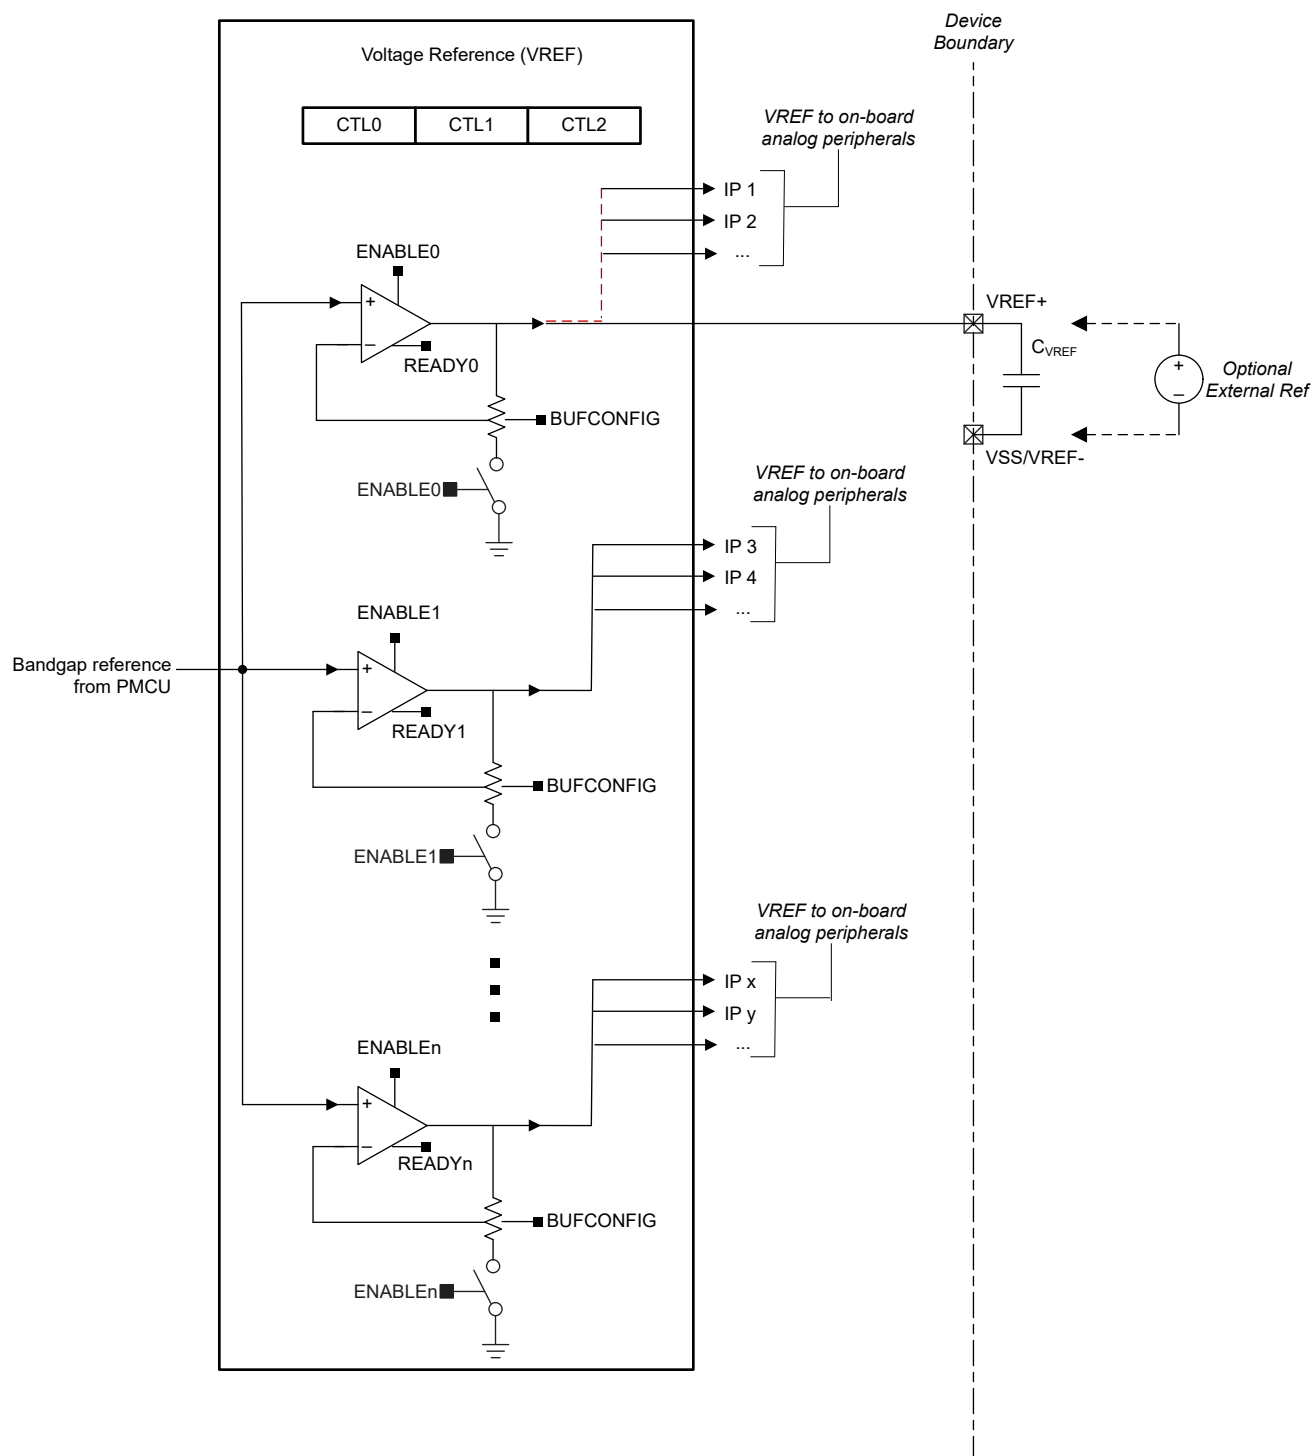 Device
Boundary
Voltage Reference (VREF)
CTL0 CTL1 CTL2
VREF to on-board
analog peripherals
IP 1
IP 2
...
ENABLE0
+
–
READY0
BUFCONFIG
ENABLE0
VREF+
CVREF
VSS/VREF-
+
–
Optional
External Ref
VREF to on-board
analog peripherals
IP 3
IP 4
...
ENABLE1
Bandgap reference
from PMCU
+
–
READY1
BUFCONFIG
ENABLE1
VREF to on-board
analog peripherals
IP x
IP y
...
ENABLEn
+
–
READYn
BUFCONFIG
ENABLEn